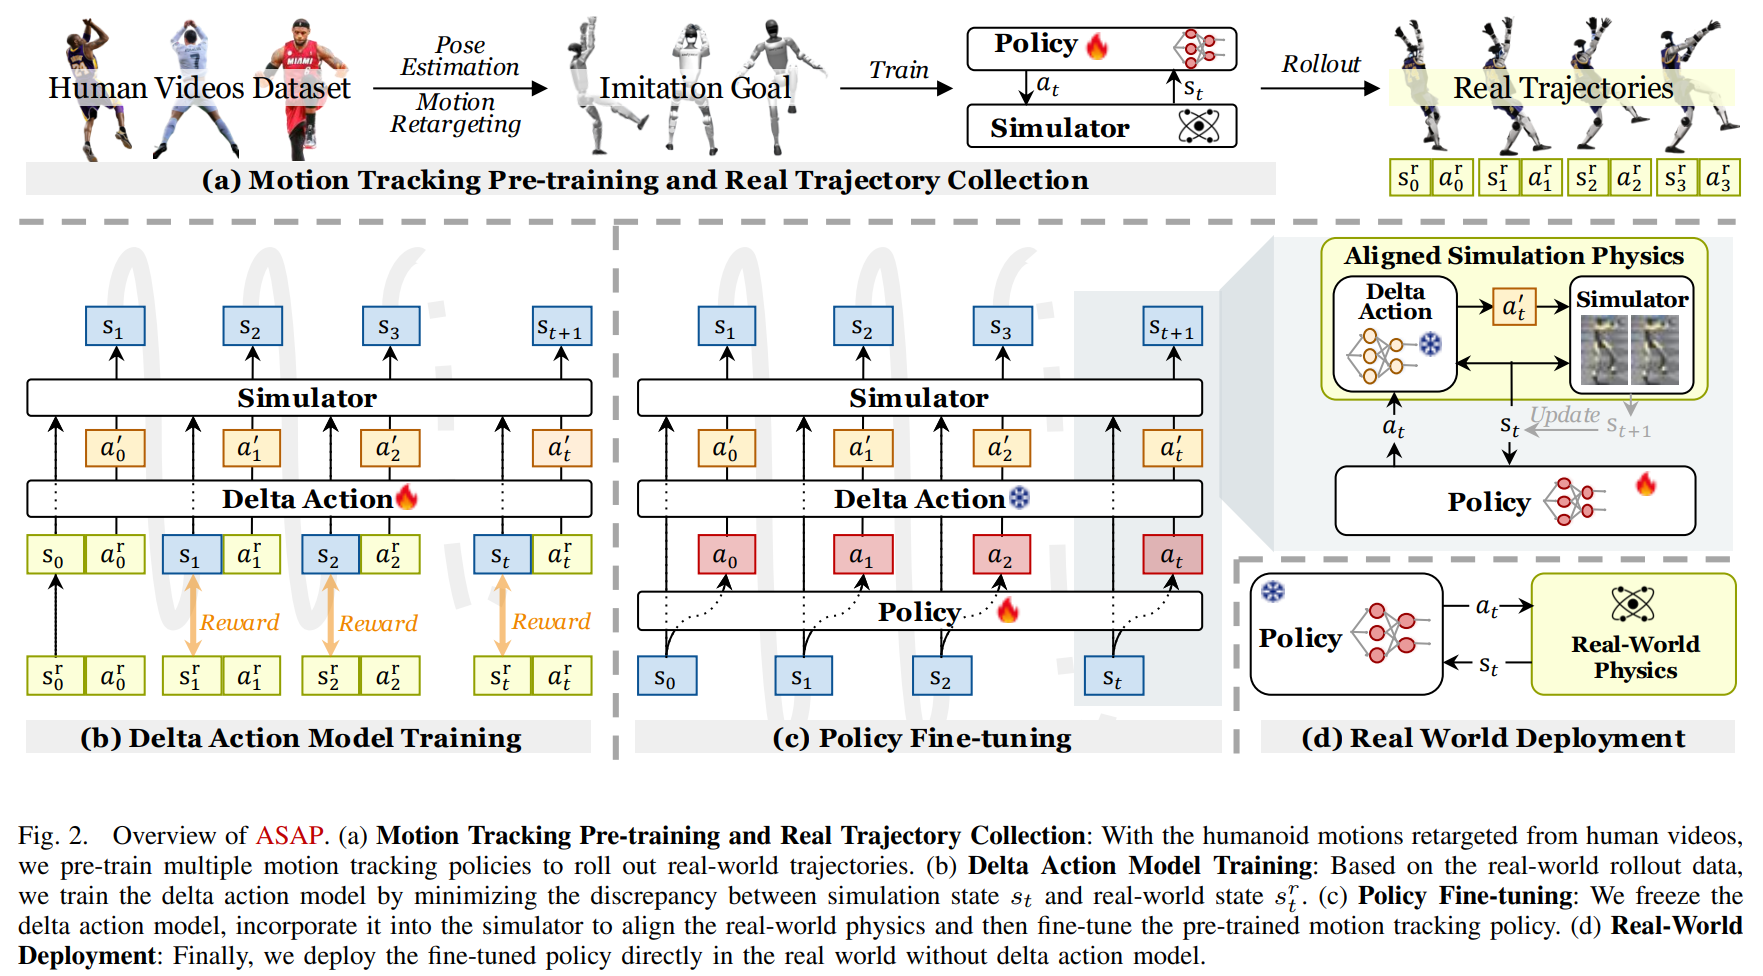 Human Videos Dataset
Pose
Estimation
Motion
Retargeting
Imitation Goal
Train
Policy
a_t
s_t
Simulator
Rollout
Real Trajectories
MIAMI
7
s_0^r a_0^r s_1^r a_1^r s_2^r a_2^r s_3^r a_3^r
(a) Motion Tracking Pre-training and Real Trajectory Collection
s_1 s_2 s_3 s_{t+1}
Simulator
a'_0 a'_1 a'_2 a'_t
Delta Action
s_0 a_0^r s_1 a_1^r s_2 a_2^r s_t a_t^r
Reward Reward Reward
s_0^r a_0^r s_1^r a_1^r s_2^r a_2^r s_t^r a_t^r
(b) Delta Action Model Training
s_1 s_2 s_3 s_{t+1}
Simulator
a'_0 a'_1 a'_2 a'_t
Delta Action
a_0 a_1 a_2 a_t
Policy
s_0 s_1 s_2 s_t
(c) Policy Fine-tuning
Aligned Simulation Physics
Delta
Action
a'_t
Simulator
a_t
s_t
Update
s_{t+1}
Policy
Policy
a_t
s_t
Real-World
Physics
(d) Real World Deployment
Fig. 2. Overview of ASAP. (a) Motion Tracking Pre-training and Real Trajectory Collection: With the humanoid motions retargeted from human videos,
we pre-train multiple motion tracking policies to roll out real-world trajectories. (b) Delta Action Model Training: Based on the real-world rollout data,
we train the delta action model by minimizing the discrepancy between simulation state s_t and real-world state s_t^r. (c) Policy Fine-tuning: We freeze the
delta action model, incorporate it into the simulator to align the real-world physics and then fine-tune the pre-trained motion tracking policy. (d) Real-World
Deployment: Finally, we deploy the fine-tuned policy directly in the real world without delta action model.